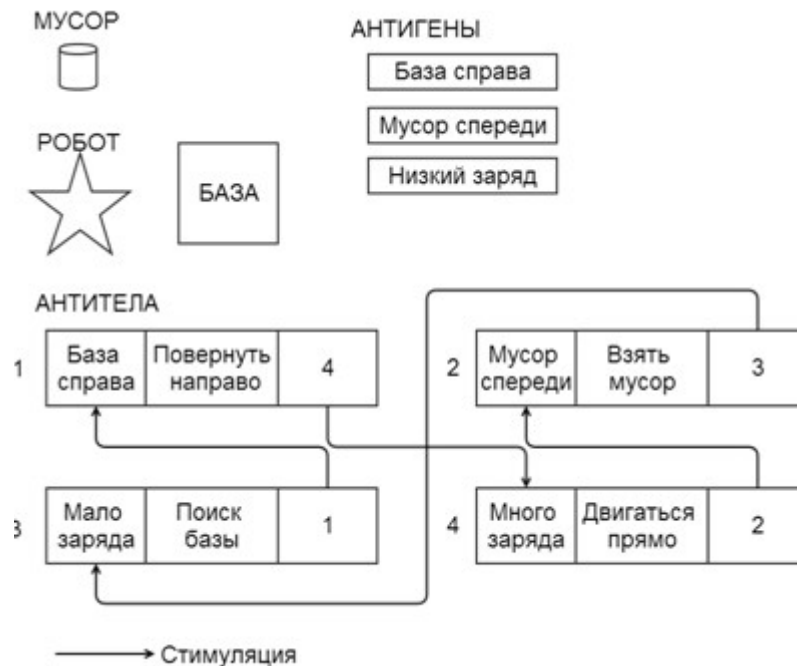 МУСОР
АНТИГЕНЫ
База справа
Мусор спереди
Низкий заряд
РОБОТ
БАЗА
АНТИТЕЛА
1
База
справа
Повернуть
направо
4
2
Мусор
спереди
Взять
мусор
3
3
Мало
заряда
Поиск
базы
1
4
Много
заряда
Двигаться
прямо
2
Стимуляция